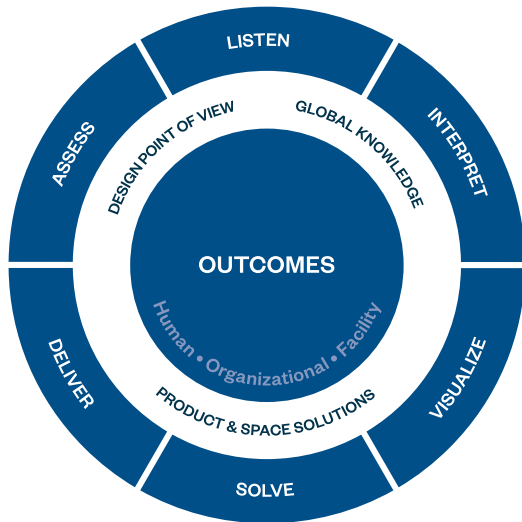 LISTEN
INTERPRET
VISUALIZE
SOLVE
DELIVER
ASSESS
DESIGN POINT OF VIEW
GLOBAL KNOWLEDGE
PRODUCT & SPACE SOLUTIONS
OUTCOMES
Human • Organizational • Facility